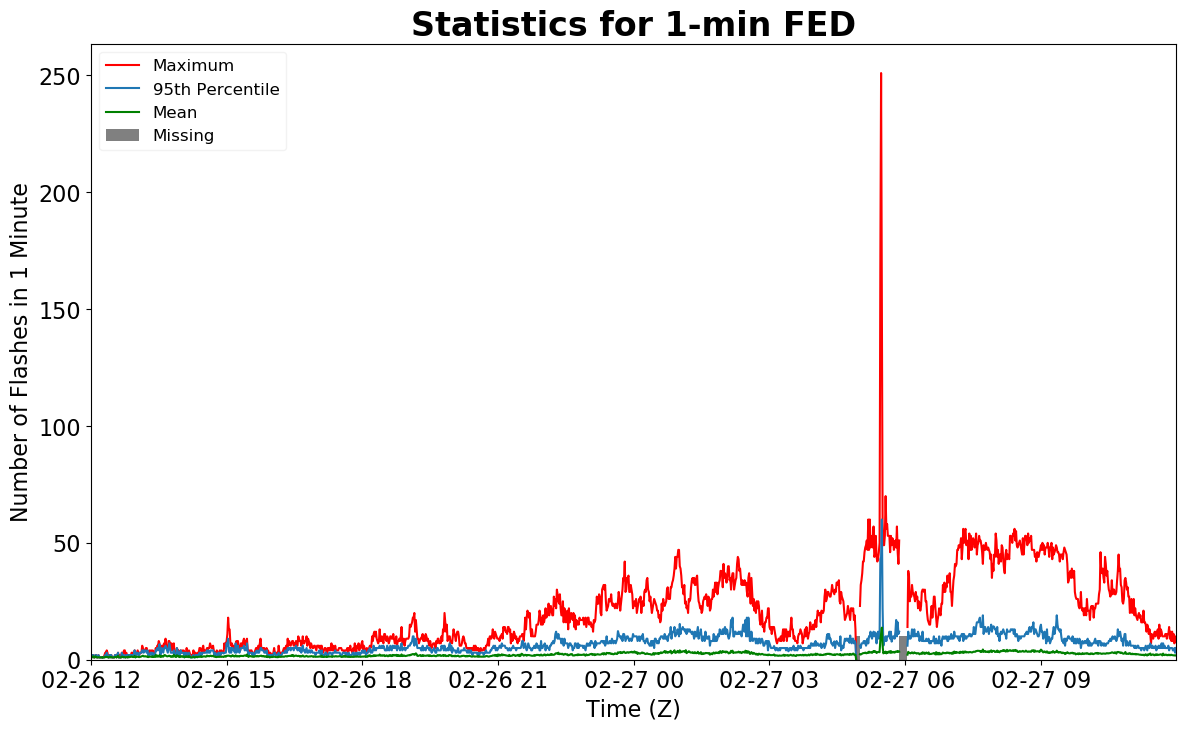 Statistics for 1-min FED
Maximum
95th Percentile
Mean
Missing
Number of Flashes in 1 Minute
250
200
150
100
50
0
02-26 12 02-26 15 02-26 18 02-26 21 02-27 00 02-27 03 02-27 06 02-27 09
Time (Z)